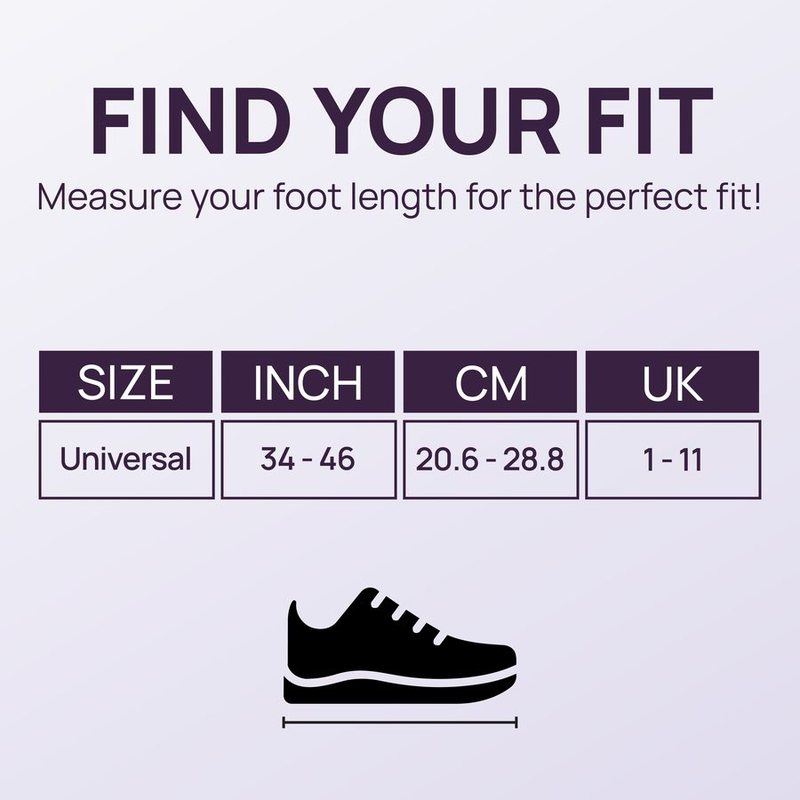 FIND YOUR FIT
Measure your foot length for the perfect fit!
SIZE INCH CM UK
Universal 34 - 46 20.6 - 28.8 1 - 11